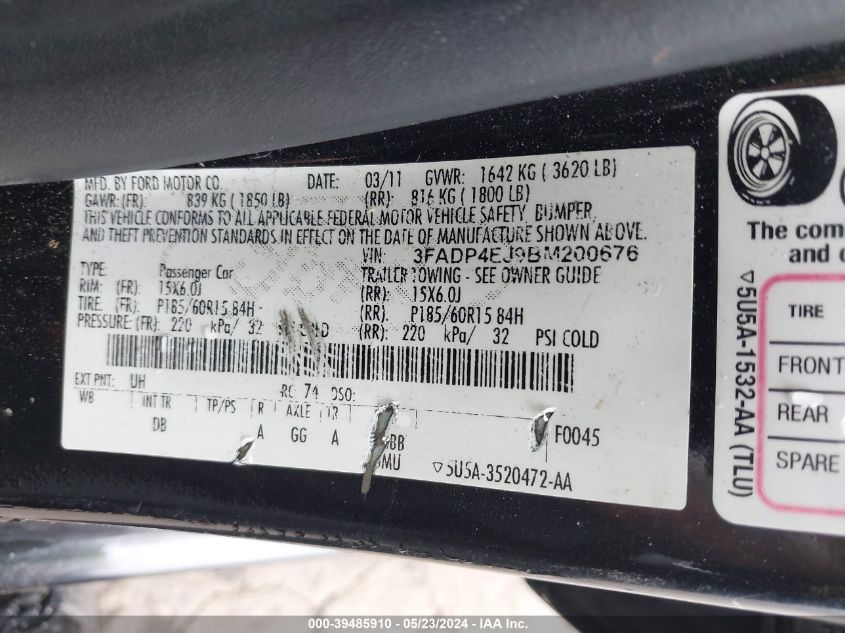 MFD. BY FORD MOTOR CO. DATE: 03/11 GVWR: 1642 KG ( 3620 LB)
GAWR: (FR): 839 KG ( 1850 LB) (RR): 816 KG ( 1800 LB)
THIS VEHICLE CONFORMS TO ALL APPLICABLE FEDERAL MOTOR VEHICLE SAFETY, BUMPER,
AND THEFT PREVENTION STANDARDS IN EFFECT ON THE DATE OF MANUFACTURE SHOWN ABOVE.
VIN: 3FADP4EJ9BM200676
TYPE: Passenger Car TRAILER TOWING - SEE OWNER GUIDE
RIM: (FR): 15X6.0J (RR): 15X6.0J
TIRE: (FR): P185/60R15 84H (RR): P185/60R15 84H
PRESSURE: (FR): 220 kPa/ 32 COLD (RR): 220 kPa/ 32 PSI COLD
EXT PNT: UH RC: 74 DSO:
WB INT TR TP/PS R AXLE TR
DB A GG A BB F0045
▽5U5A-3520472-AA
The com
and o
TIRE
FRONT
REAR
SPARE
▽5U5A-1532-AA (TLU)
000-39485910 - 05/23/2024 - IAA Inc.